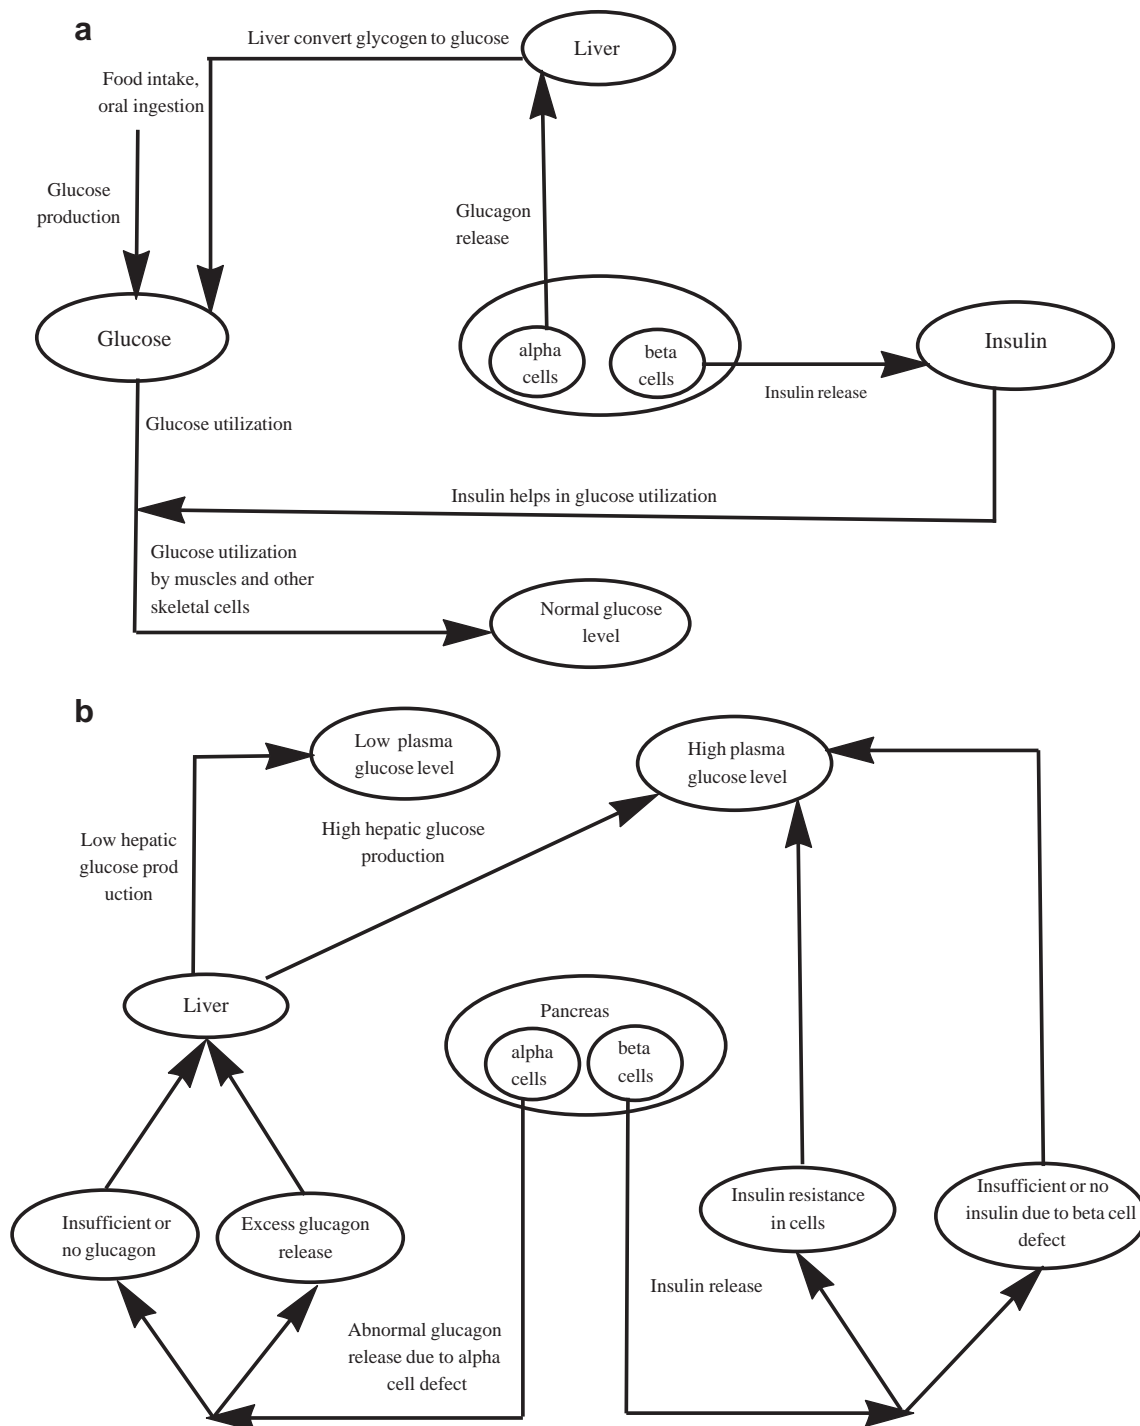 a
Liver convert glycogen to glucose
Liver
Food intake,
oral ingestion
Glucose
production
Glucagon
release
Glucose
alpha
cells
beta
cells
Insulin
Insulin release
Glucose utilization
Insulin helps in glucose utilization
Glucose utilization
by muscles and other
skeletal cells
Normal glucose
level
b
Low plasma
glucose level
High plasma
glucose level
Low hepatic
glucose prod
uction
High hepatic glucose
production
Liver
Pancreas
alpha
cells
beta
cells
Insufficient or
no glucagon
Excess glucagon
release
Insulin resistance
in cells
Insufficient or no
insulin due to beta cell
defect
Insulin release
Abnormal glucagon
release due to alpha
cell defect